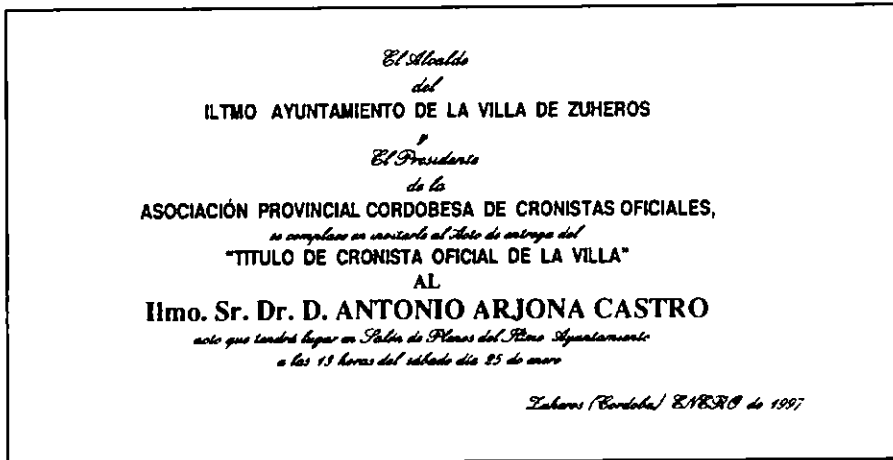 El Alcalde
del
ILTMO AYUNTAMIENTO DE LA VILLA DE ZUHEROS
y
El Presidente
de la
ASOCIACIÓN PROVINCIAL CORDOBESA DE CRONISTAS OFICIALES,
se complace en invitarle al Acto de entrega del
"TITULO DE CRONISTA OFICIAL DE LA VILLA"
AL
Ilmo. Sr. Dr. D. ANTONIO ARJONA CASTRO
acto que tendrá lugar en Salón de Plenos del Iltmo Ayuntamiento
a las 13 horas del sábado día 25 de enero
Zuheros (Cordoba) ENERO de 1997